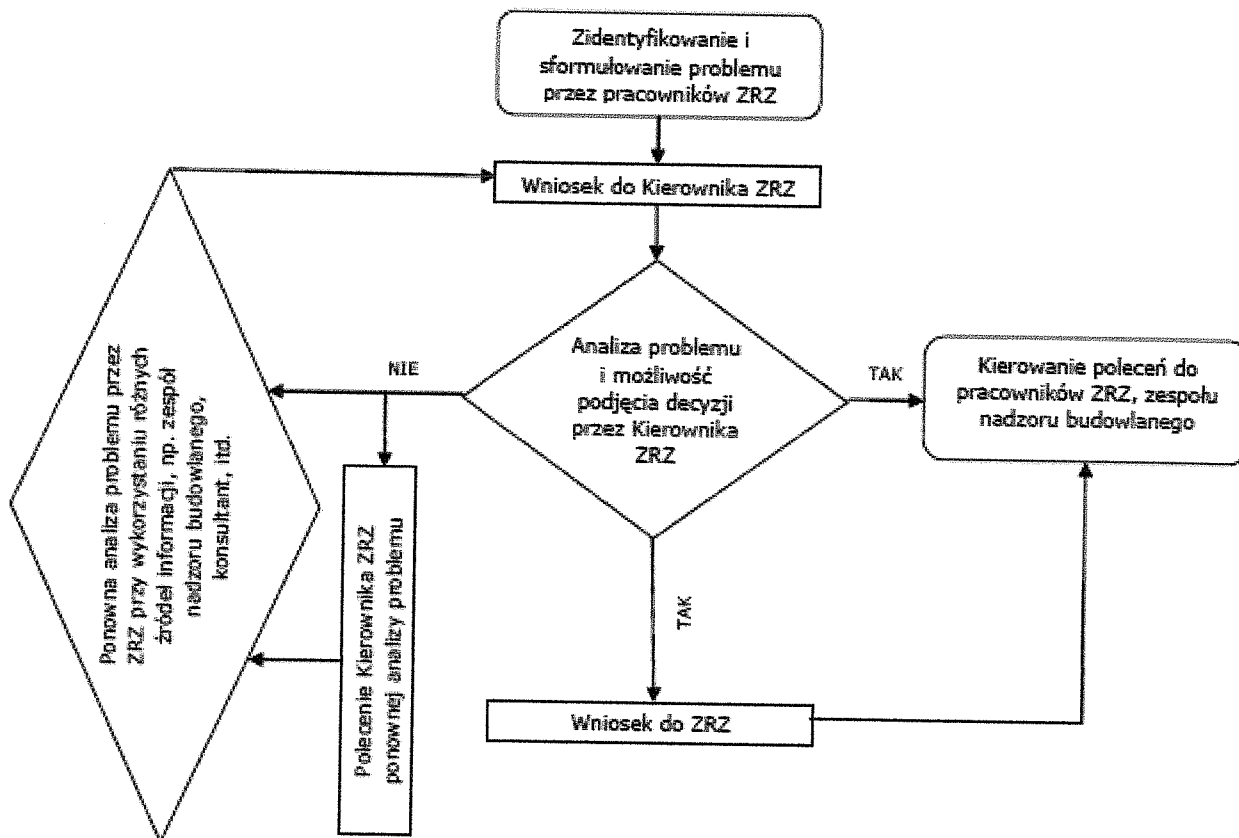 Zidentyfikowanie i
sformułowanie problemu
przez pracowników ZRZ
Wniosek do Kierownika ZRZ
Analiza problemu
i możliwość
podjęcia decyzji
przez Kierownika
ZRZ
NIE
TAK
Kierowanie poleceń do
pracowników ZRZ, zespołu
nadzoru budowlanego
Ponowna analiza problemu przez
ZRZ przy wykorzystaniu różnych
źródeł informacji, np. zespół
nadzoru budowlanego,
konsultant, itd.
Polecenie Kierownika ZRZ
ponownej analizy problemu
TAK
Wniosek do ZRZ